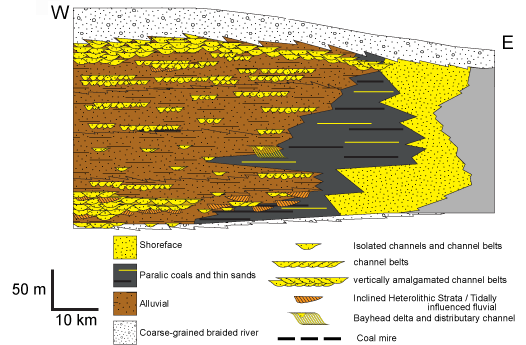 W
E
Shoreface
Paralic coals and thin sands
Alluvial
Coarse-grained braided river
50 m
10 km
Isolated channels and channel belts
channel belts
vertically amalgamated channel belts
Inclined Heterolithic Strata / Tidally
influenced fluvial
Bayhead delta and distributary channel
Coal mire